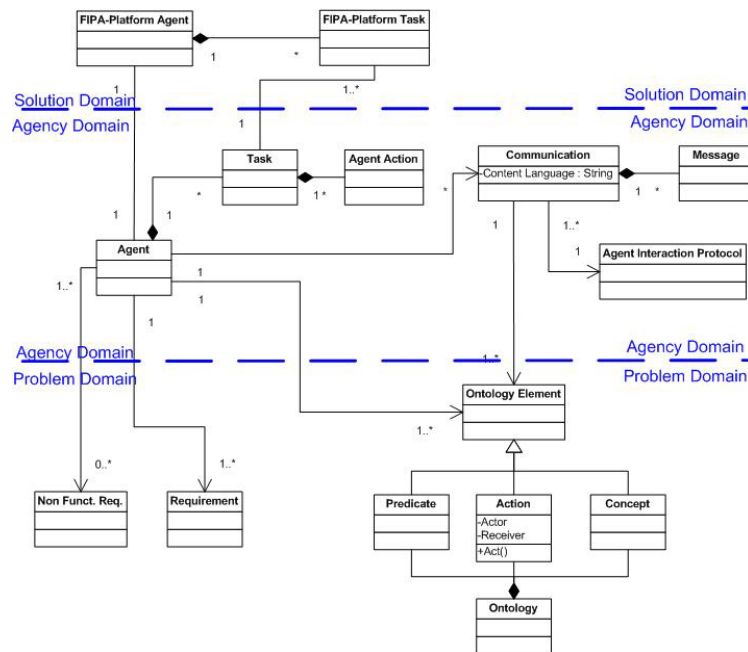 FIPA-Platform Agent
FIPA-Platform Task
1
*
1
1..*
Solution Domain
Solution Domain
Agency Domain
Agency Domain
1
Task
Agent Action
Communication
-Content Language : String
Message
*
1 *
*
1
*
1
1
1
1..*
Agent
1
Agent Interaction Protocol
1..*
1
1
1
Agency Domain
Agency Domain
1..*
Problem Domain
Problem Domain
Ontology Element
1..*
0..*
1..*
Non Funct. Req.
Requirement
Predicate
Action
Concept
-Actor
-Receiver
+Act()
Ontology